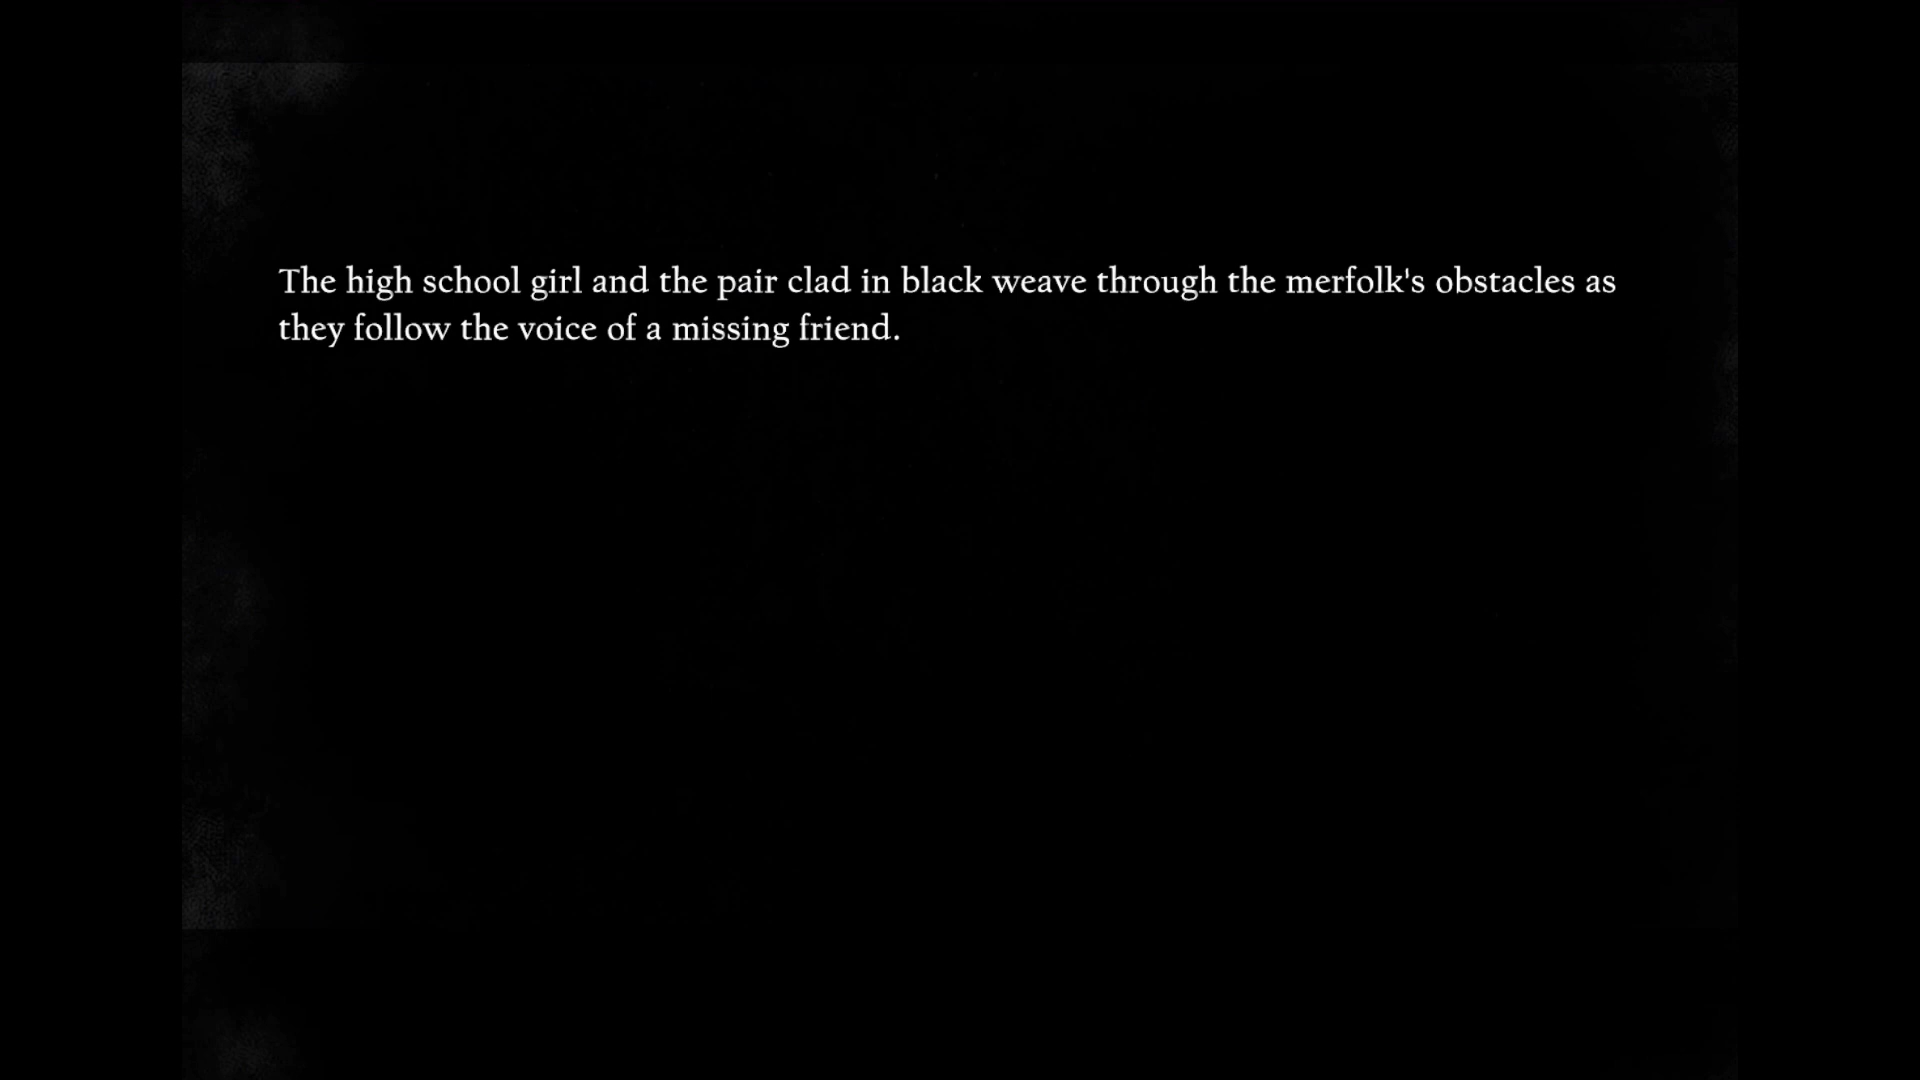 The high school girl and the pair clad in black weave through the merfolk's obstacles as
they follow the voice of a missing friend.